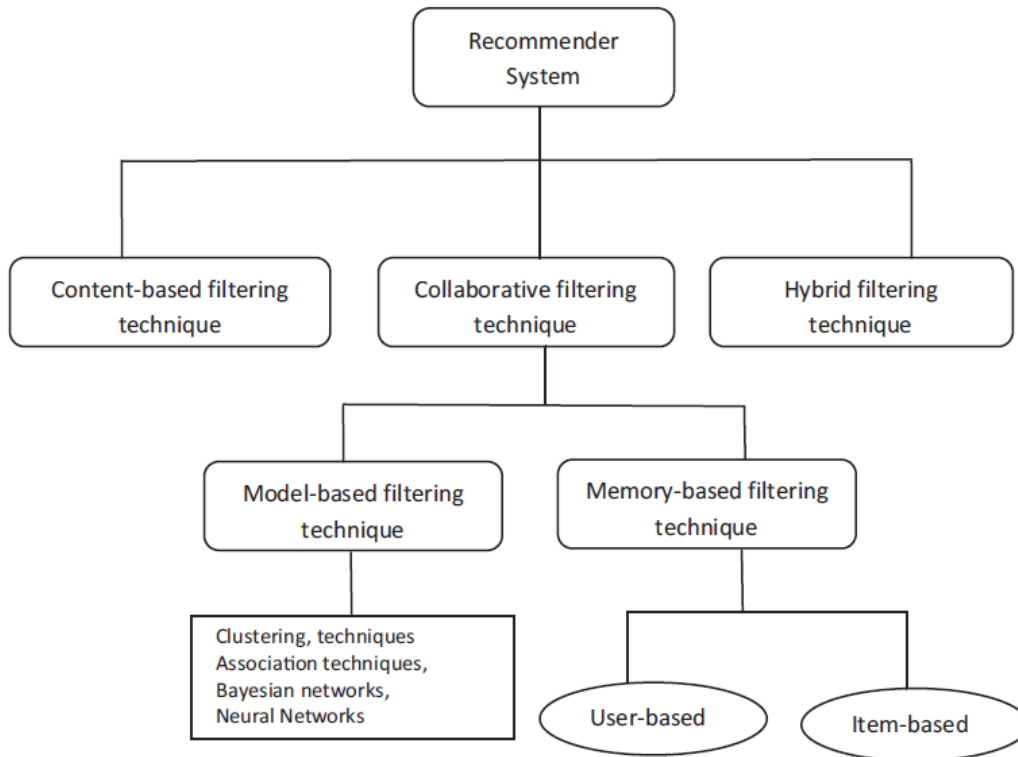 Recommender
System
Content-based filtering
technique
Collaborative filtering
technique
Hybrid filtering
technique
Model-based filtering
technique
Memory-based filtering
technique
Clustering, techniques
Association techniques,
Bayesian networks,
Neural Networks
User-based
Item-based